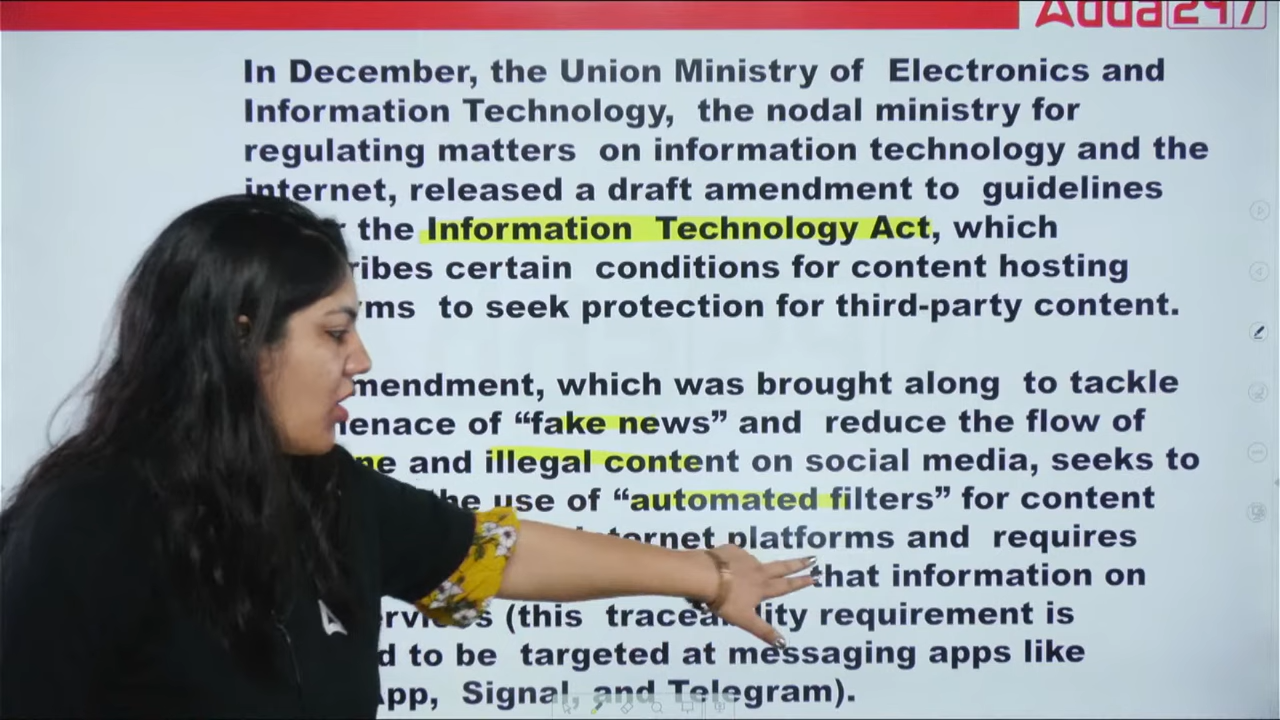 Adda247
In December, the Union Ministry of Electronics and
Information Technology, the nodal ministry for
regulating matters on information technology and the
internet, released a draft amendment to guidelines
the Information Technology Act, which
certain conditions for content hosting
to seek protection for third-party content.
which was brought along to tackle
of “fake news” and reduce the flow of
and illegal content on social media, seeks to
the use of “automated filters” for content
platforms and requires
that information on
(this requirement is
to be targeted at messaging apps like
Signal, and Telegram).